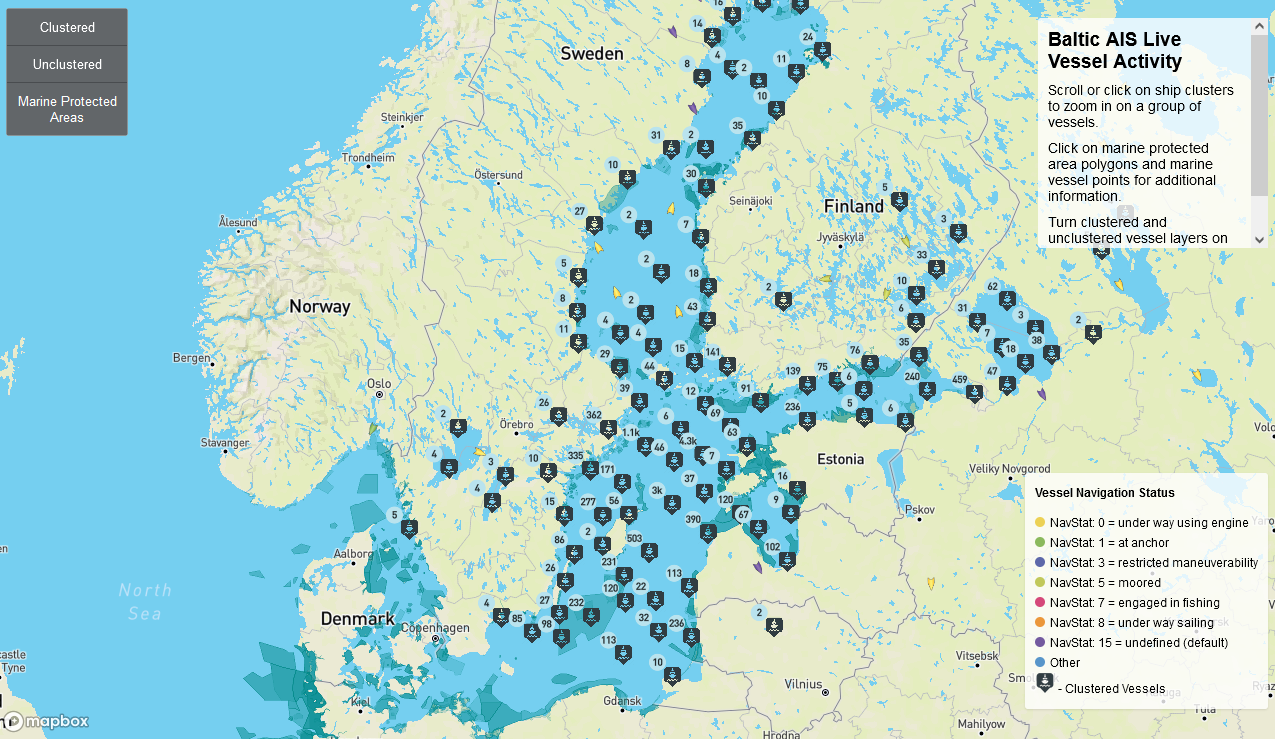 Clustered
Unclustered
Marine Protected
Areas
Baltic AIS Live
Vessel Activity
Scroll or click on ship clusters
to zoom in on a group of
vessels.
Click on marine protected
area polygons and marine
vessel points for additional
information.
Turn clustered and
unclustered vessel layers on
16
14
24
Sweden
4
8
2
11
10
Steinkjer
35
31
2
Trondheim
10
30
Östersund
5
Seinäjoki
Finland
27
2
7
3
Ålesund
Jyväskylä
5
2
18
33
2
10
62
Norway
8
2
43
6
31
3
11
4
4
7
2
38
18
Bergen
29
15
141
76
35
44
139
75
6
240
459
47
Oslo
39
12
91
2
26
362
6
69
236
5
6
Örebro
1.1k
63
Stavanger
4
3
10
335
46
4.3k
7
Estonia
171
Veliky Novgorod
16
37
4
15
277
56
3k
120
9
Pskov
5
390
67
86
2
503
102
Aalborg
26
231
113
North
Sea
120
22
4
27
232
2
85
98
32
236
Denmark
Copenhagen
113
10
Vitsebsk
Vilnius
Kiel
Gdansk
Mahilyow
Hrodna
Tula
mapbox
Vessel Navigation Status
NavStat: 0 = under way using engine
NavStat: 1 = at anchor
NavStat: 3 = restricted maneuverability
NavStat: 5 = moored
NavStat: 7 = engaged in fishing
NavStat: 8 = under way sailing
NavStat: 15 = undefined (default)
Other
- Clustered Vessels